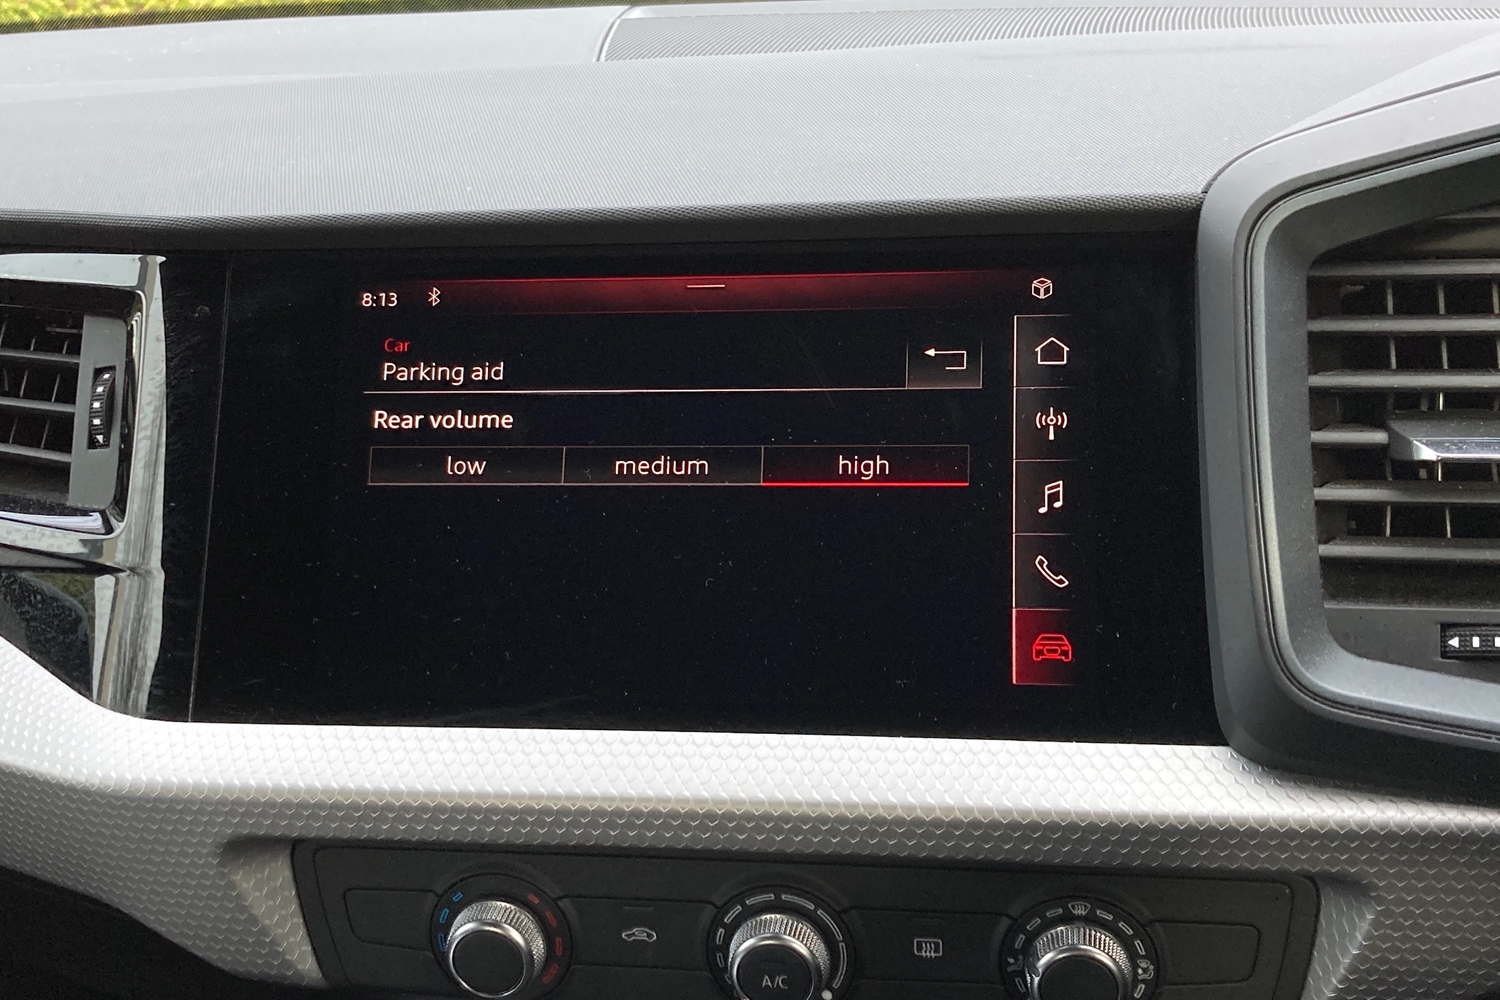 8:13
Car
Parking aid
Rear volume
low medium high
A/C